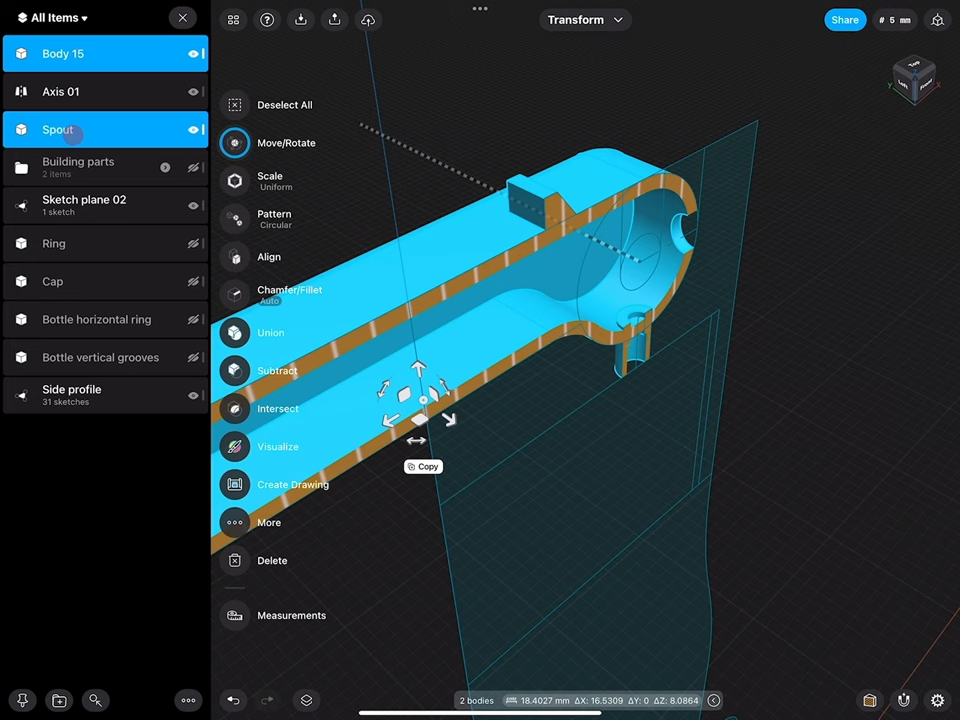 All Items
Body 15
Axis 01
Spout
Building parts
2 items
Sketch plane 02
1 sketch
Ring
Cap
Bottle horizontal ring
Bottle vertical grooves
Side profile
31 sketches
Transform
Share
# 5 mm
Top
Left
Front
Y
X
Deselect All
Move/Rotate
Scale
Uniform
Pattern
Circular
Align
Chamfer/Fillet
Auto
Union
Subtract
Intersect
Visualize
Create Drawing
More
Delete
Measurements
Copy
2 bodies 18.4027 mm ΔX: 16.5309 ΔY: 0 ΔZ: 8.0864